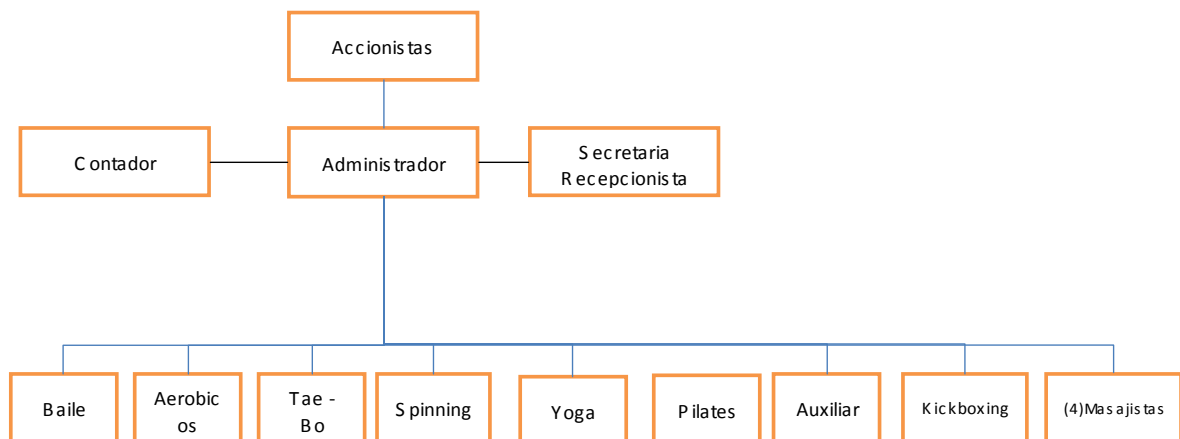 Accionistas
Contador
Administrador
Secretaria
Recepcionista
Baile
Aerobic
os
Tae -
Bo
Spinning
Yoga
Pilates
Auxiliar
Kickboxing
(4)Masajistas